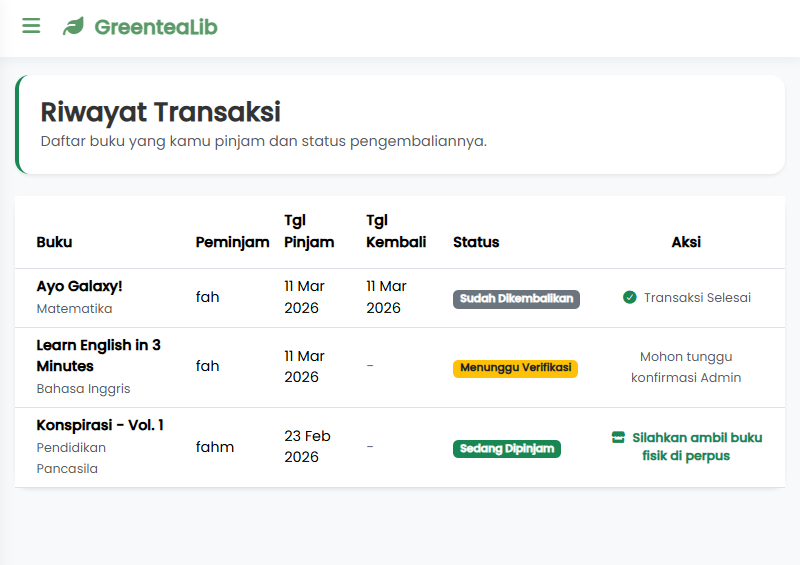 GreenteaLib
Riwayat Transaksi
Daftar buku yang kamu pinjam dan status pengembaliannya.
Buku Peminjam Tgl Pinjam Tgl Kembali Status Aksi
Ayo Galaxy! fah 11 Mar 2026 11 Mar 2026 Sudah Dikembalikan Transaksi Selesai
Matematika
Learn English in 3 Minutes fah 11 Mar 2026 - Menunggu Verifikasi Mohon tunggu konfirmasi Admin
Bahasa Inggris
Konspirasi - Vol. 1 fahm 23 Feb 2026 - Sedang Dipinjam Silahkan ambil buku fisik di perpus
Pendidikan Pancasila